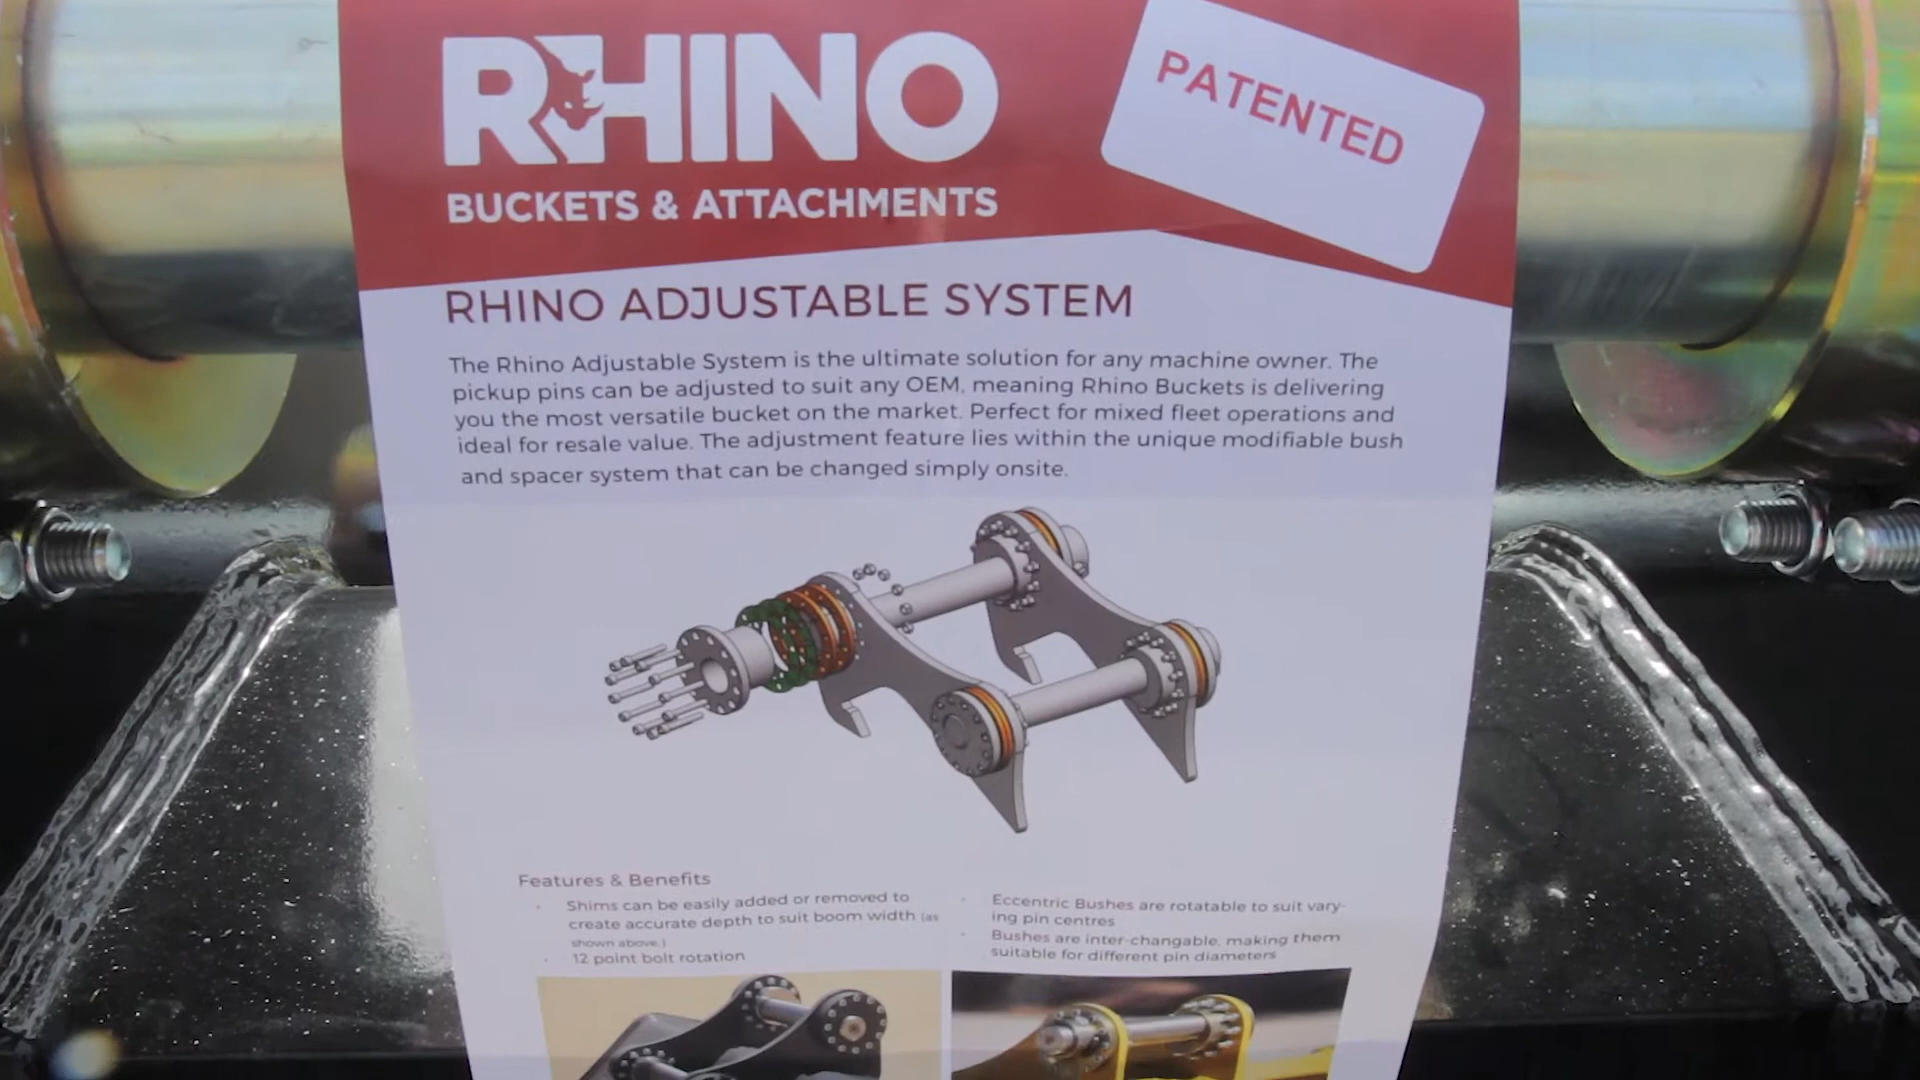 RHINO
BUCKETS & ATTACHMENTS
PATENTED
RHINO ADJUSTABLE SYSTEM
The Rhino Adjustable System is the ultimate solution for any machine owner. The
pickup pins can be adjusted to suit any OEM, meaning Rhino Buckets is delivering
you the most versatile bucket on the market. Perfect for mixed fleet operations and
ideal for resale value. The adjustment feature lies within the unique modifiable bush
and spacer system that can be changed simply onsite.
Features & Benefits
Shims can be easily added or removed to
create accurate depth to suit boom width (as
shown above.)
12 point bolt rotation
Eccentric Bushes are rotatable to suit vary-
ing pin centres
Bushes are inter-changable, making them
suitable for different pin diameters